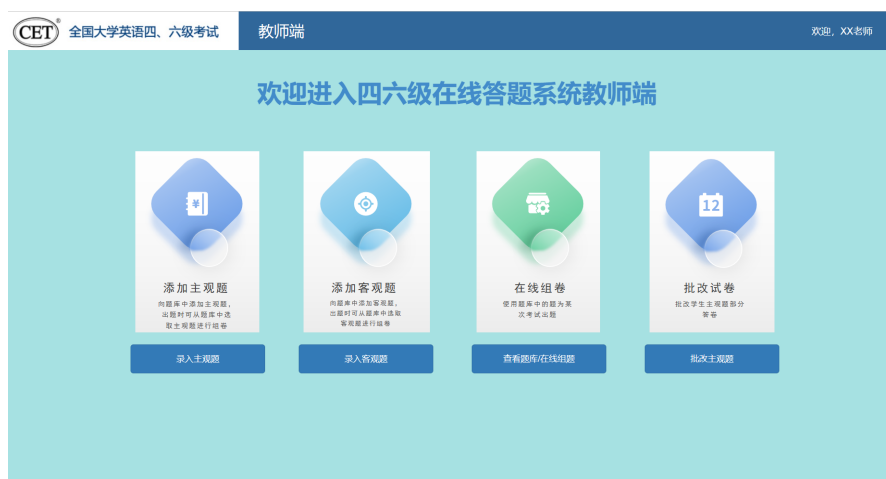 CET® 全国大学英语四、六级考试 教师端 欢迎，XX老师
欢迎进入四六级在线答题系统教师端
¥
12
添加主观题
向题库中添加主观题，
出题时可从题库中选
取主观题进行组卷
录入主观题
添加客观题
向题库中添加客观题，
出题时可从题库中选取
客观题进行组卷
录入客观题
在线组卷
使用题库中的题为某
次考试出题
查看题库/在线组题
批改试卷
批改学生主观题部分
答卷
批改主观题